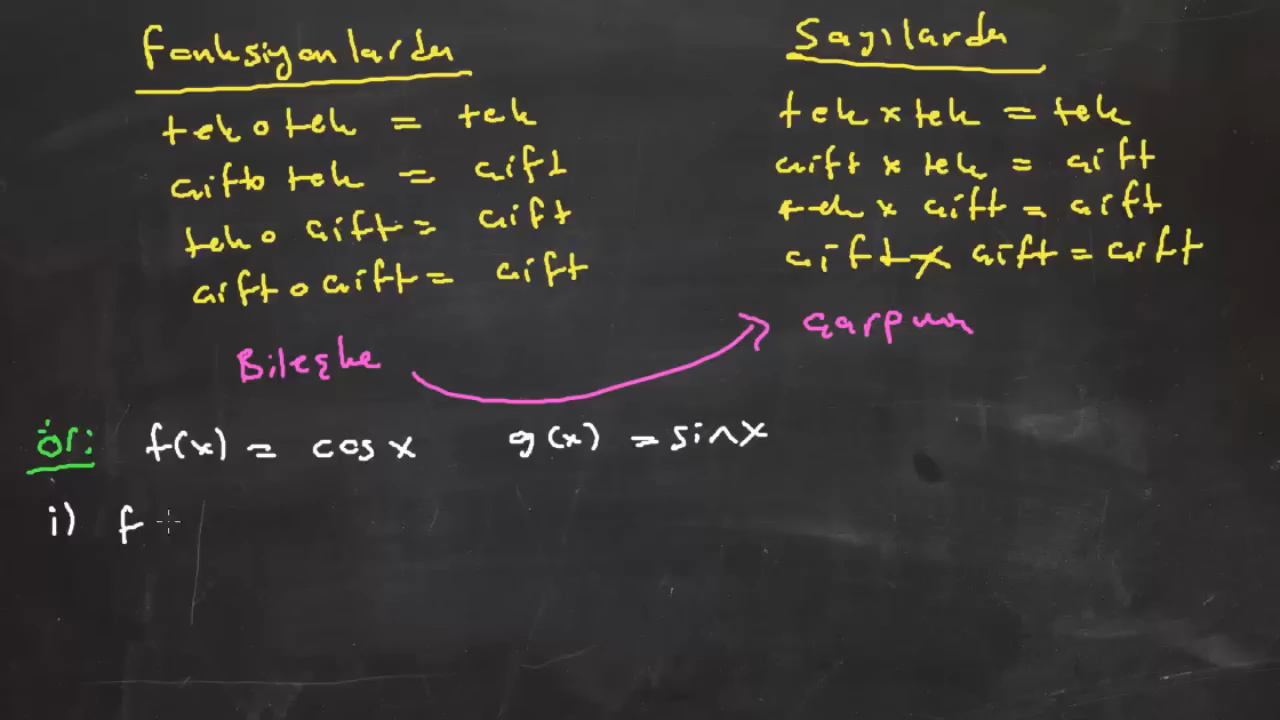 Fonksiyonlarda
tek o tek = tek
çift o tek = çift
tek o çift = çift
çift o çift = çift
Bileşke
Sayılarda
tek x tek = tek
çift x tek = çift
tek x çift = çift
çift x çift = çift
çarpım
ör: f(x) = cos x g(x) = sin x
i) f